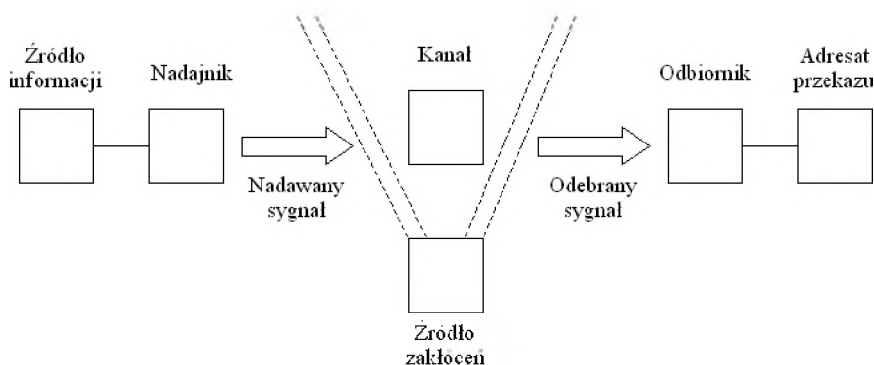 Źródło
informacji
Nadajnik
Nadawany
sygnał
Kanał
Źródło
zakłóceń
Odebrany
sygnał
Odbiornik
Adresat
przekazu